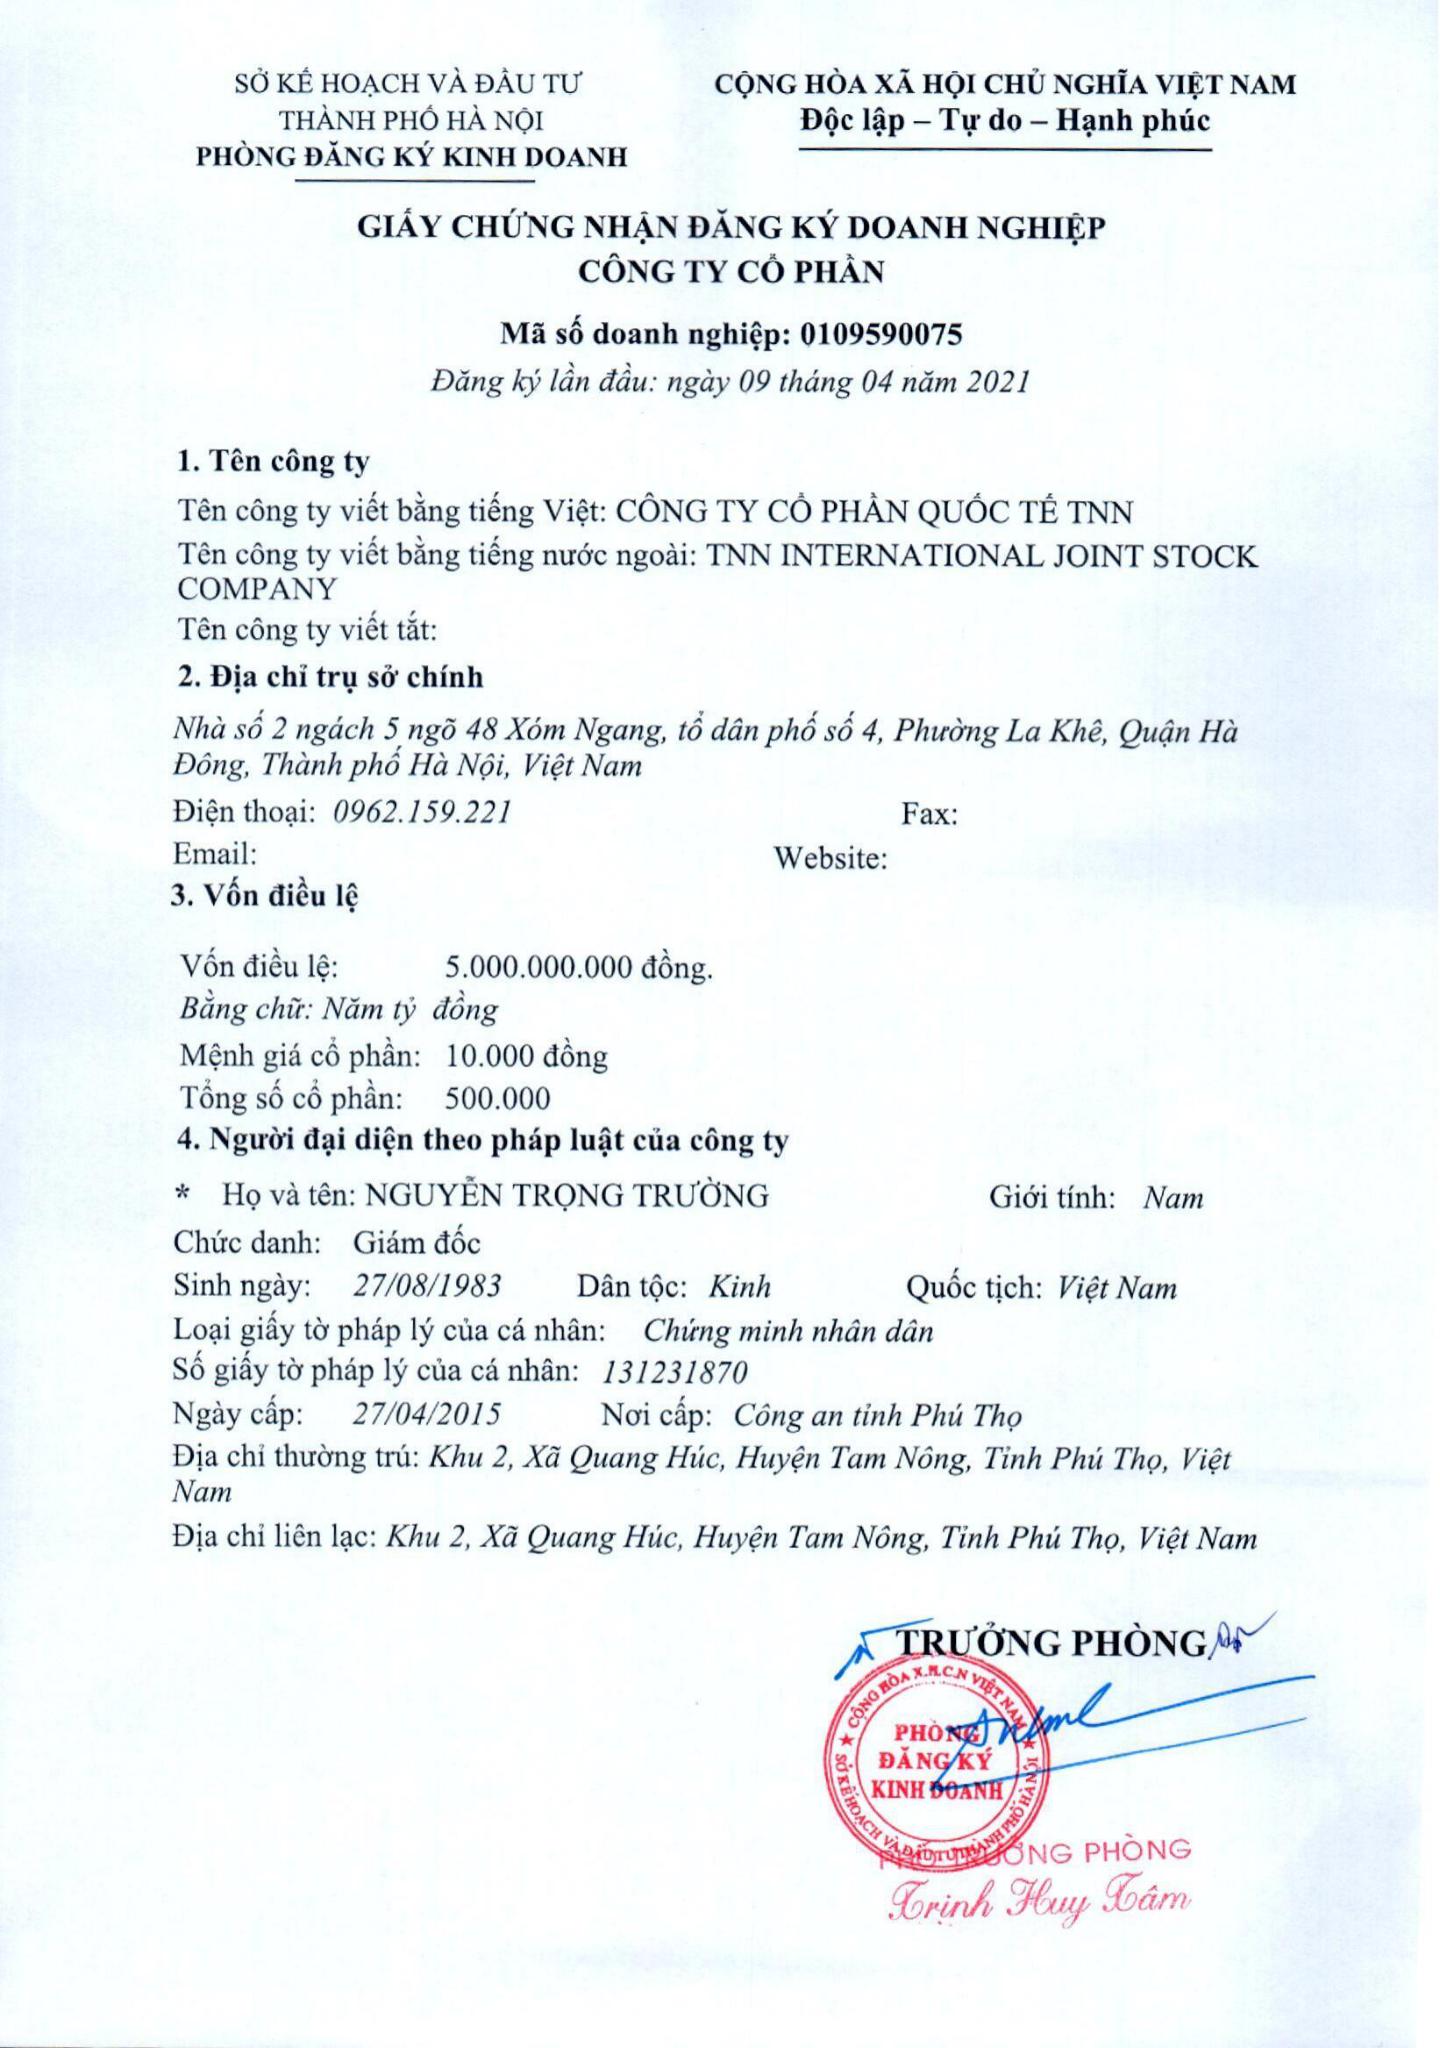 SỞ KẾ HOẠCH VÀ ĐẦU TƯ
THÀNH PHỐ HÀ NỘI
PHÒNG ĐĂNG KÝ KINH DOANH
CỘNG HÒA XÃ HỘI CHỦ NGHĨA VIỆT NAM
Độc lập – Tự do – Hạnh phúc
GIẤY CHỨNG NHẬN ĐĂNG KÝ DOANH NGHIỆP
CÔNG TY CỔ PHẦN
Mã số doanh nghiệp: 0109590075
Đăng ký lần đầu: ngày 09 tháng 04 năm 2021
1. Tên công ty
Tên công ty viết bằng tiếng Việt: CÔNG TY CỔ PHẦN QUỐC TẾ TNN
Tên công ty viết bằng tiếng nước ngoài: TNN INTERNATIONAL JOINT STOCK
COMPANY
Tên công ty viết tắt:
2. Địa chỉ trụ sở chính
Nhà số 2 ngách 5 ngõ 48 Xóm Ngang, tổ dân phố số 4, Phường La Khê, Quận Hà
Đông, Thành phố Hà Nội, Việt Nam
Điện thoại: 0962.159.221 Fax:
Email: Website:
3. Vốn điều lệ
Vốn điều lệ: 5.000.000.000 đồng.
Bằng chữ: Năm tỷ đồng
Mệnh giá cổ phần: 10.000 đồng
Tổng số cổ phần: 500.000
4. Người đại diện theo pháp luật của công ty
* Họ và tên: NGUYỄN TRỌNG TRƯỜNG Giới tính: Nam
Chức danh: Giám đốc
Sinh ngày: 27/08/1983 Dân tộc: Kinh Quốc tịch: Việt Nam
Loại giấy tờ pháp lý của cá nhân: Chứng minh nhân dân
Số giấy tờ pháp lý của cá nhân: 131231870
Ngày cấp: 27/04/2015 Nơi cấp: Công an tỉnh Phú Thọ
Địa chỉ thường trú: Khu 2, Xã Quang Húc, Huyện Tam Nông, Tỉnh Phú Thọ, Việt
Nam
Địa chỉ liên lạc: Khu 2, Xã Quang Húc, Huyện Tam Nông, Tỉnh Phú Thọ, Việt Nam
TRƯỞNG PHÒNG
CỘNG HÒA X.H.C.N VIỆT NAM
PHÒNG
ĐĂNG KÝ
KINH DOANH
SỞ KẾ HOẠCH VÀ ĐẦU TƯ THÀNH PHỐ HÀ NỘI
PHÓ TRƯỞNG PHÒNG
Trịnh Huy Tâm